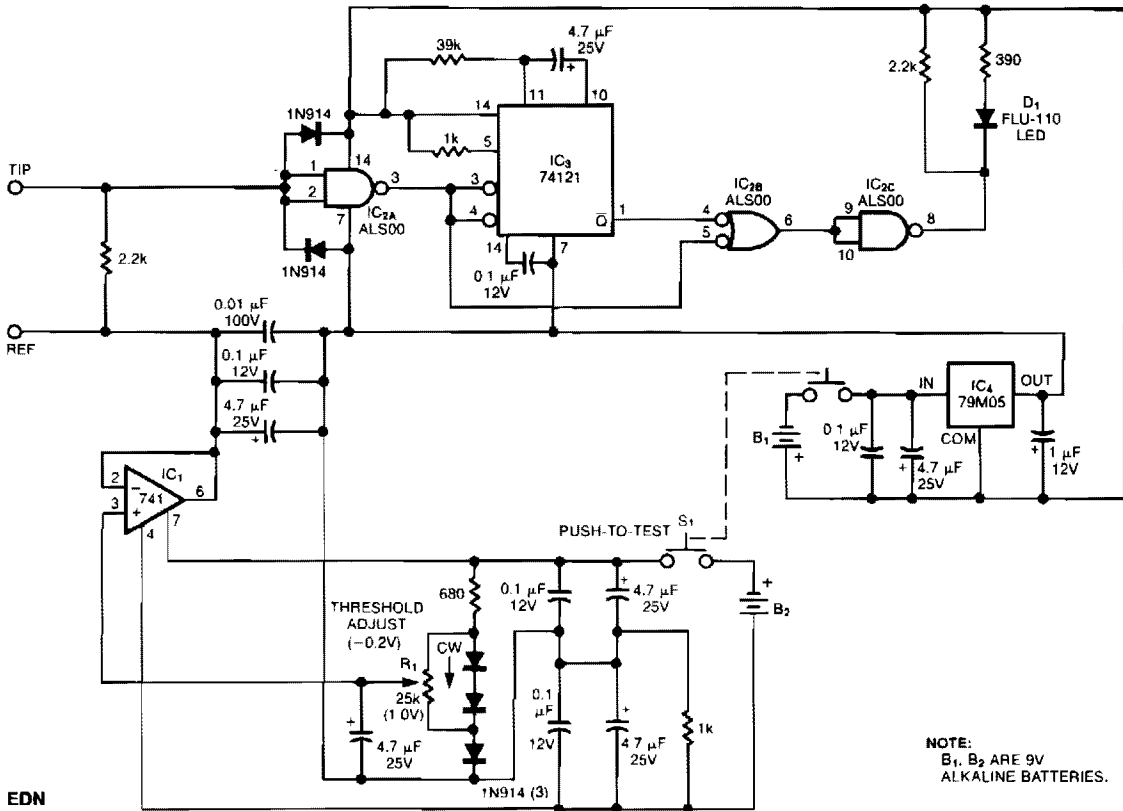 39k
4.7 µF
25V
2.2k
390
11
10
1N914
14
1k
5
IC3
74121
D1
FLU-110
LED
TIP
1
2
14
3
7
IC2A
ALS00
3
4
Q
1
14
7
IC2B
ALS00
4
5
6
IC2C
ALS00
9
10
8
1N914
2.2k
0.1 µF
12V
REF
0.01 µF
100V
0.1 µF
12V
4.7 µF
25V
+
IN
IC4
79M05
OUT
COM
B1
+
0.1 µF
12V
+
4.7 µF
25V
+
1 µF
12V
IC1
741
2
−
3
+
6
7
4
PUSH-TO-TEST
S1
680
0.1 µF
12V
+
4.7 µF
25V
+
B2
THRESHOLD
ADJUST
(−0.2V)
CW
R1
25k
(1.0V)
+
4.7 µF
25V
0.1
µF
12V
+
4.7 µF
25V
1k
1N914 (3)
NOTE:
B1, B2 ARE 9V
ALKALINE BATTERIES.
EDN